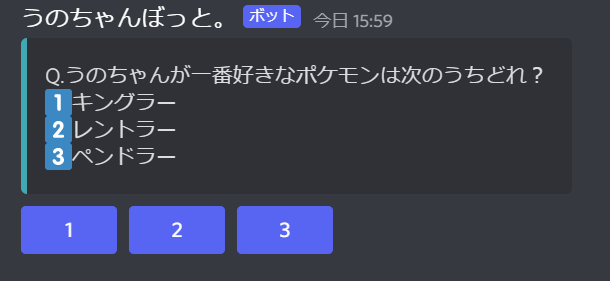 うのちゃんぼっと。 ボット 今日 15:59
Q.うのちゃんが一番好きなポケモンは次のうちどれ？
1キングラー
2レントラー
3ペンドラー
1 2 3